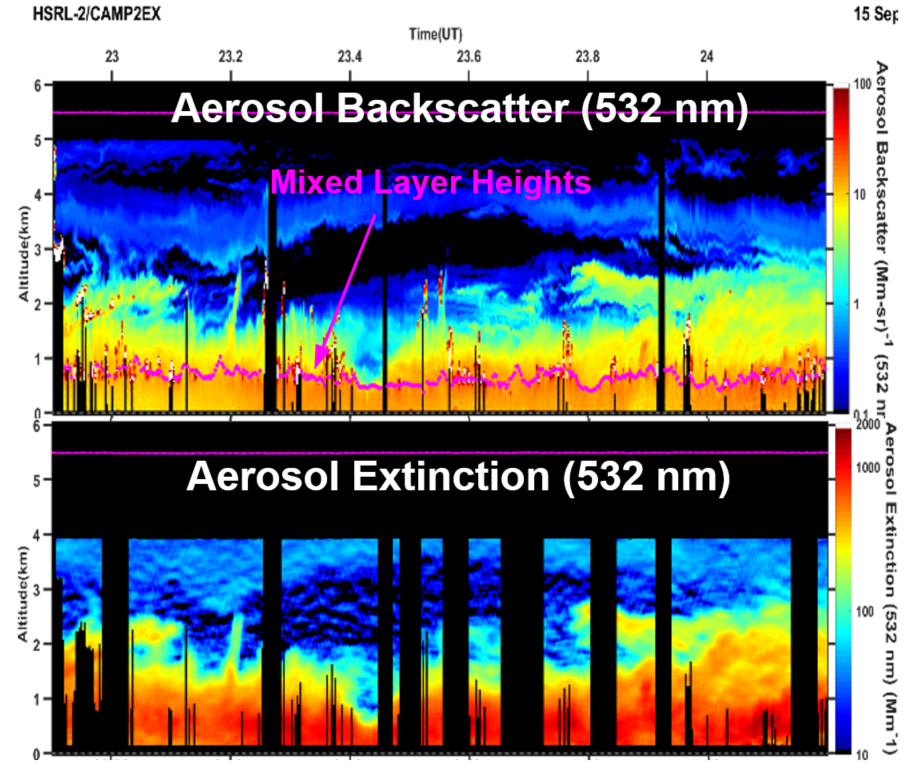 HSRL-2/CAMP2EX
15 Sep
Time(UT)
23 23.2 23.4 23.6 23.8 24
Aerosol Backscatter (532 nm)
Mixed Layer Heights
Altitude(km)
6
5
4
3
2
1
0
100
10
1
0.1
Aerosol Backscatter (Mm-sr)⁻¹ (532 nr
Aerosol Extinction (532 nm)
Altitude(km)
6
5
4
3
2
1
0
2000
1000
100
10
Aerosol Extinction (532 nm) (Mm⁻1)